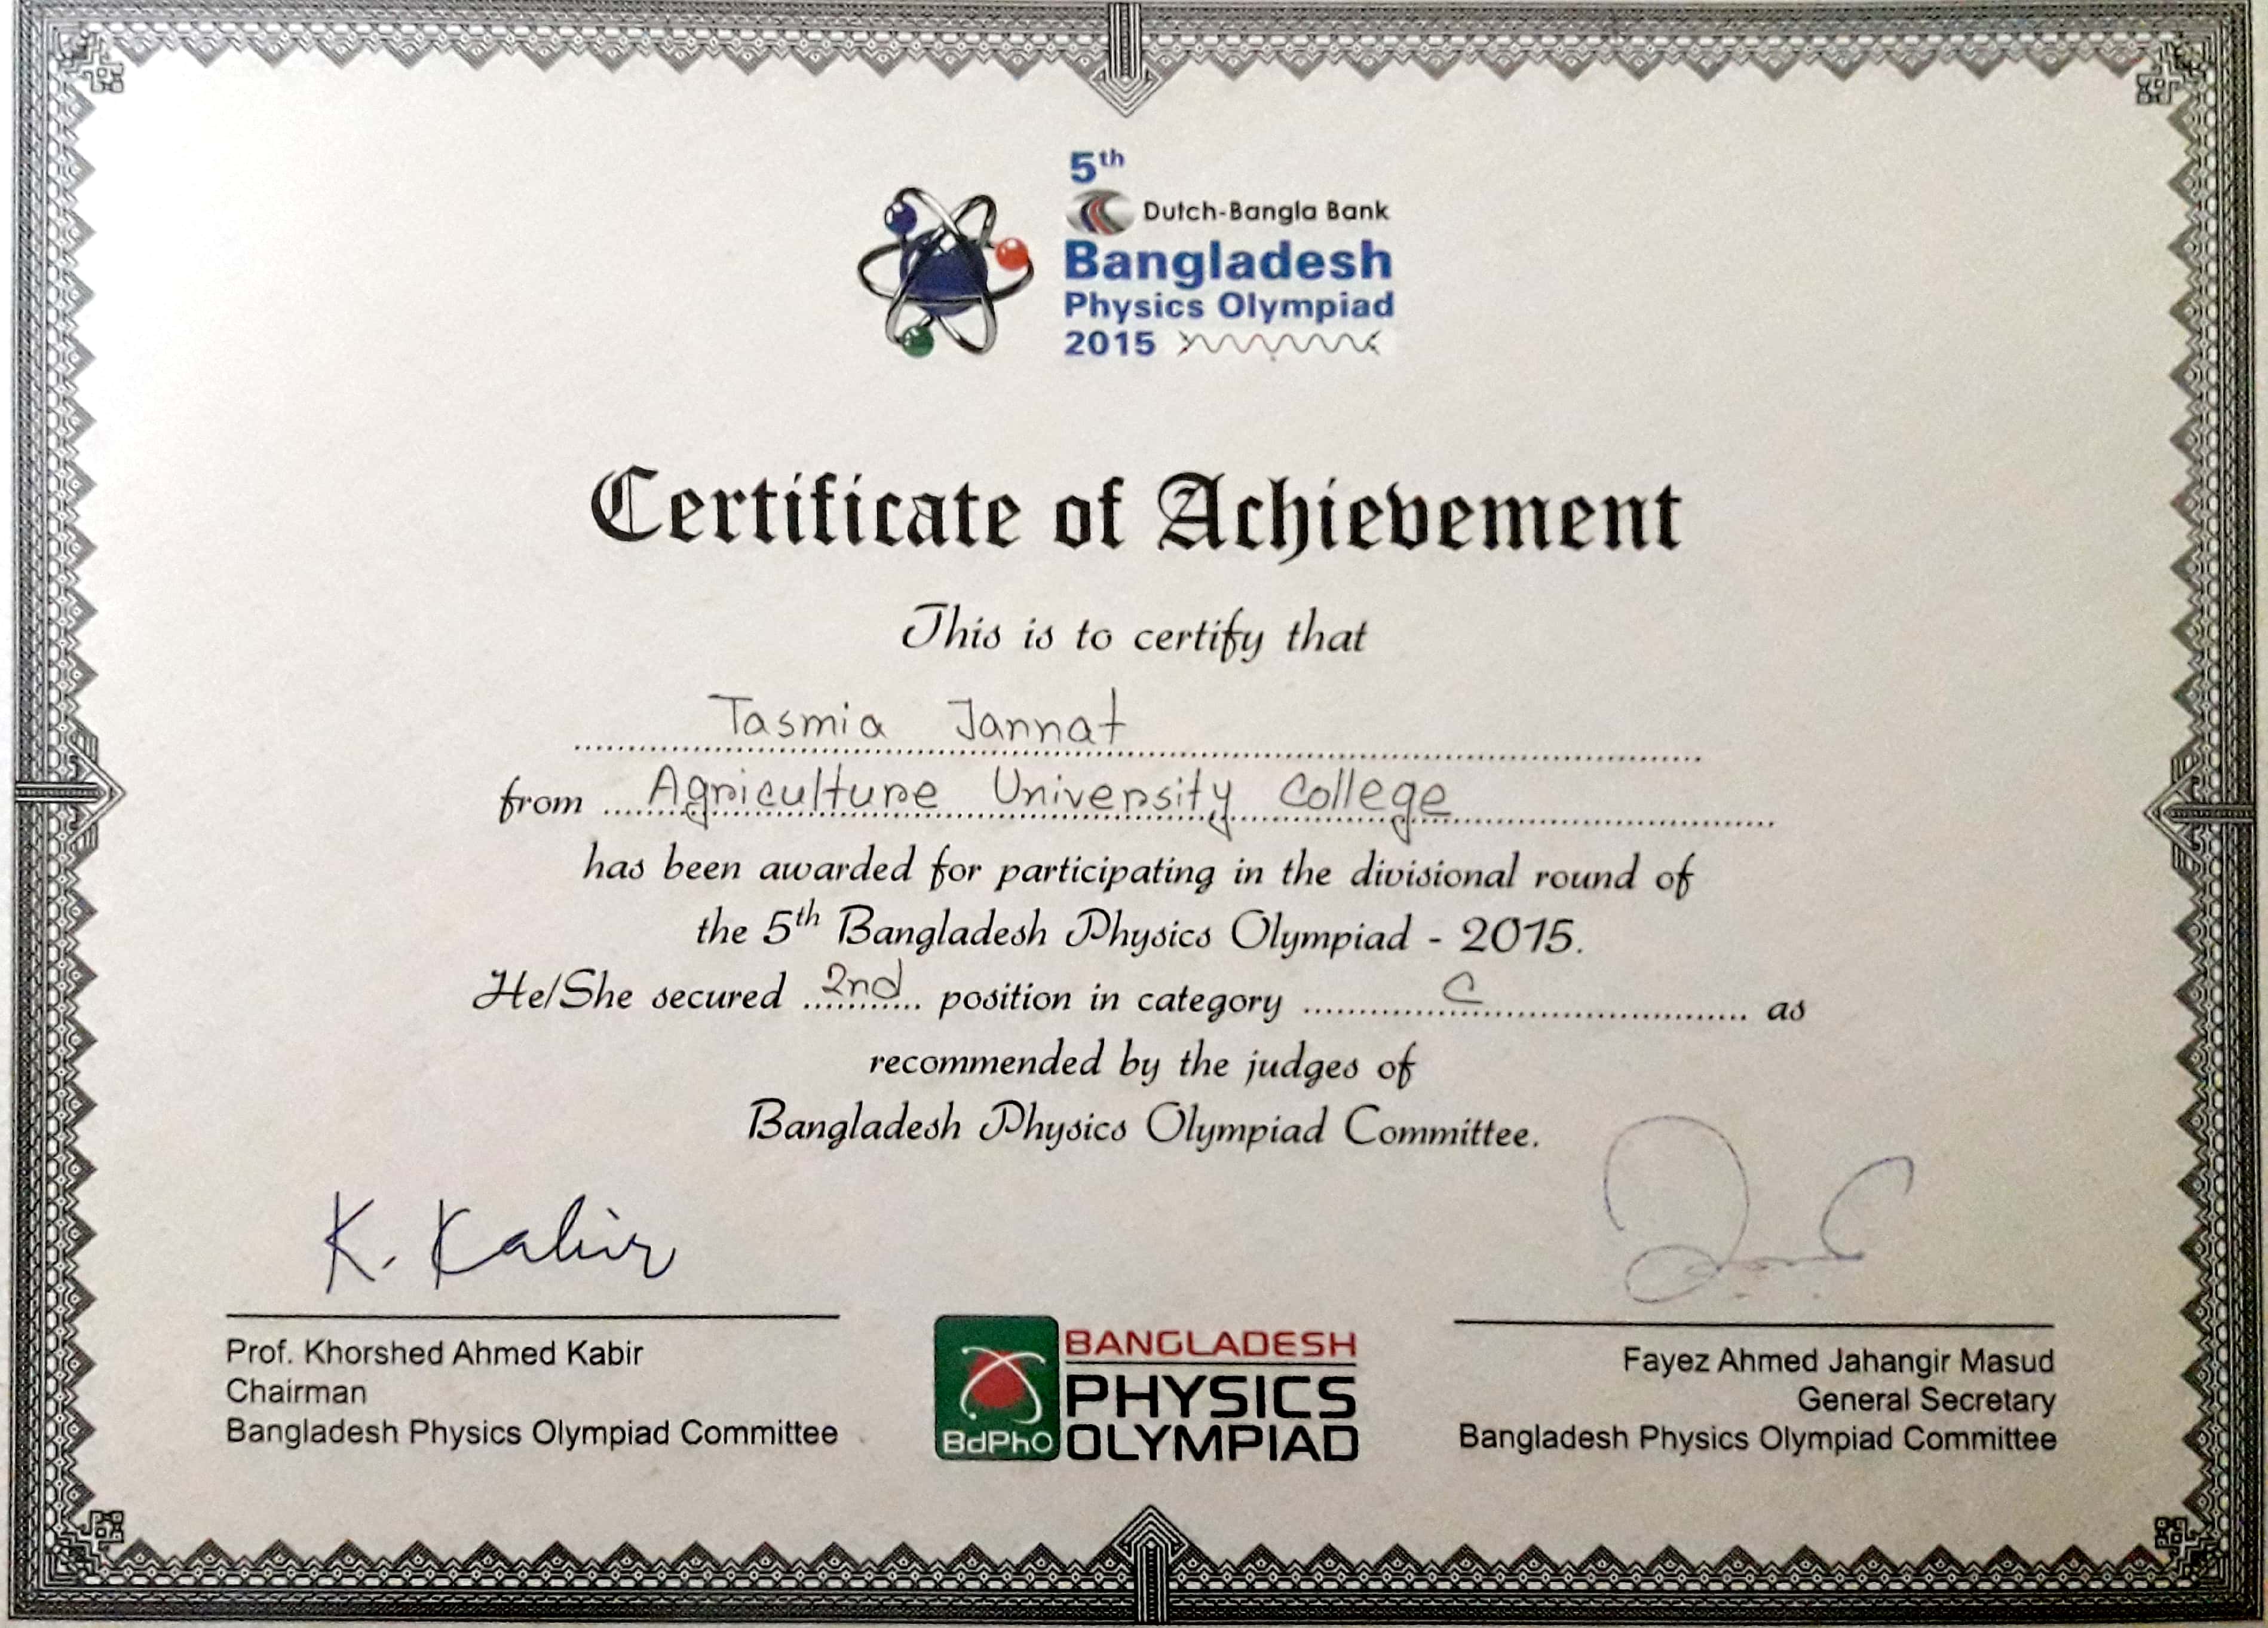 5th
Dutch-Bangla Bank
Bangladesh
Physics Olympiad
2015
Certificate of Achievement
This is to certify that
Tasmia Jannat
from Agriculture University College
has been awarded for participating in the divisional round of
the 5th Bangladesh Physics Olympiad - 2015.
He/She secured 2nd position in category C as
recommended by the judges of
Bangladesh Physics Olympiad Committee.
K. Kabir
Prof. Khorshed Ahmed Kabir
Chairman
Bangladesh Physics Olympiad Committee
BdPhO
BANGLADESH
PHYSICS
OLYMPIAD
Fayez Ahmed Jahangir Masud
General Secretary
Bangladesh Physics Olympiad Committee